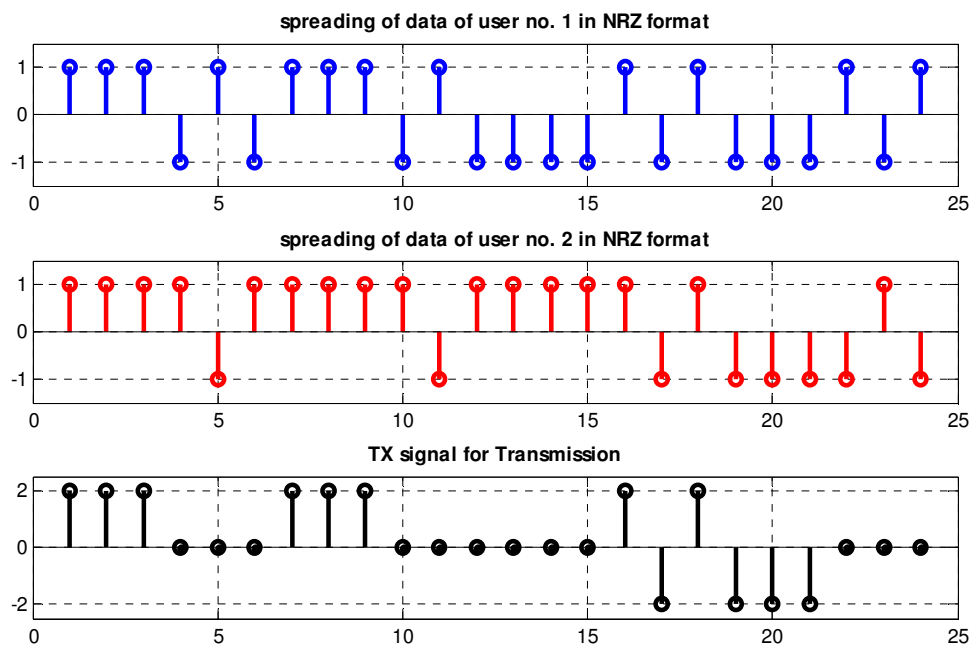 spreading of data of user no. 1 in NRZ format
1
0
-1
0 5 10 15 20 25
spreading of data of user no. 2 in NRZ format
1
0
-1
0 5 10 15 20 25
TX signal for Transmission
2
0
-2
0 5 10 15 20 25